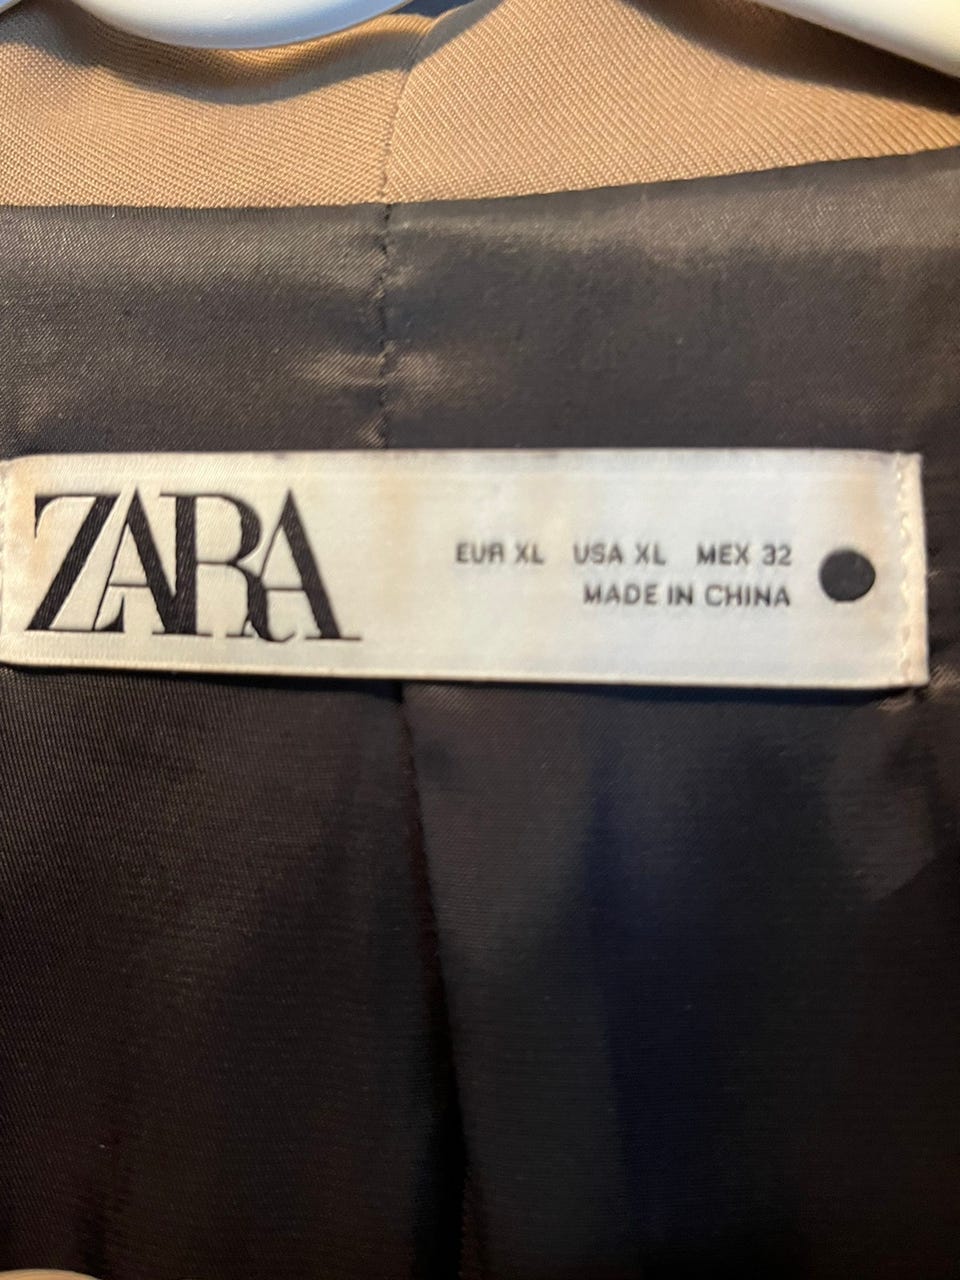 ZARA
EUR XL USA XL MEX 32
MADE IN CHINA